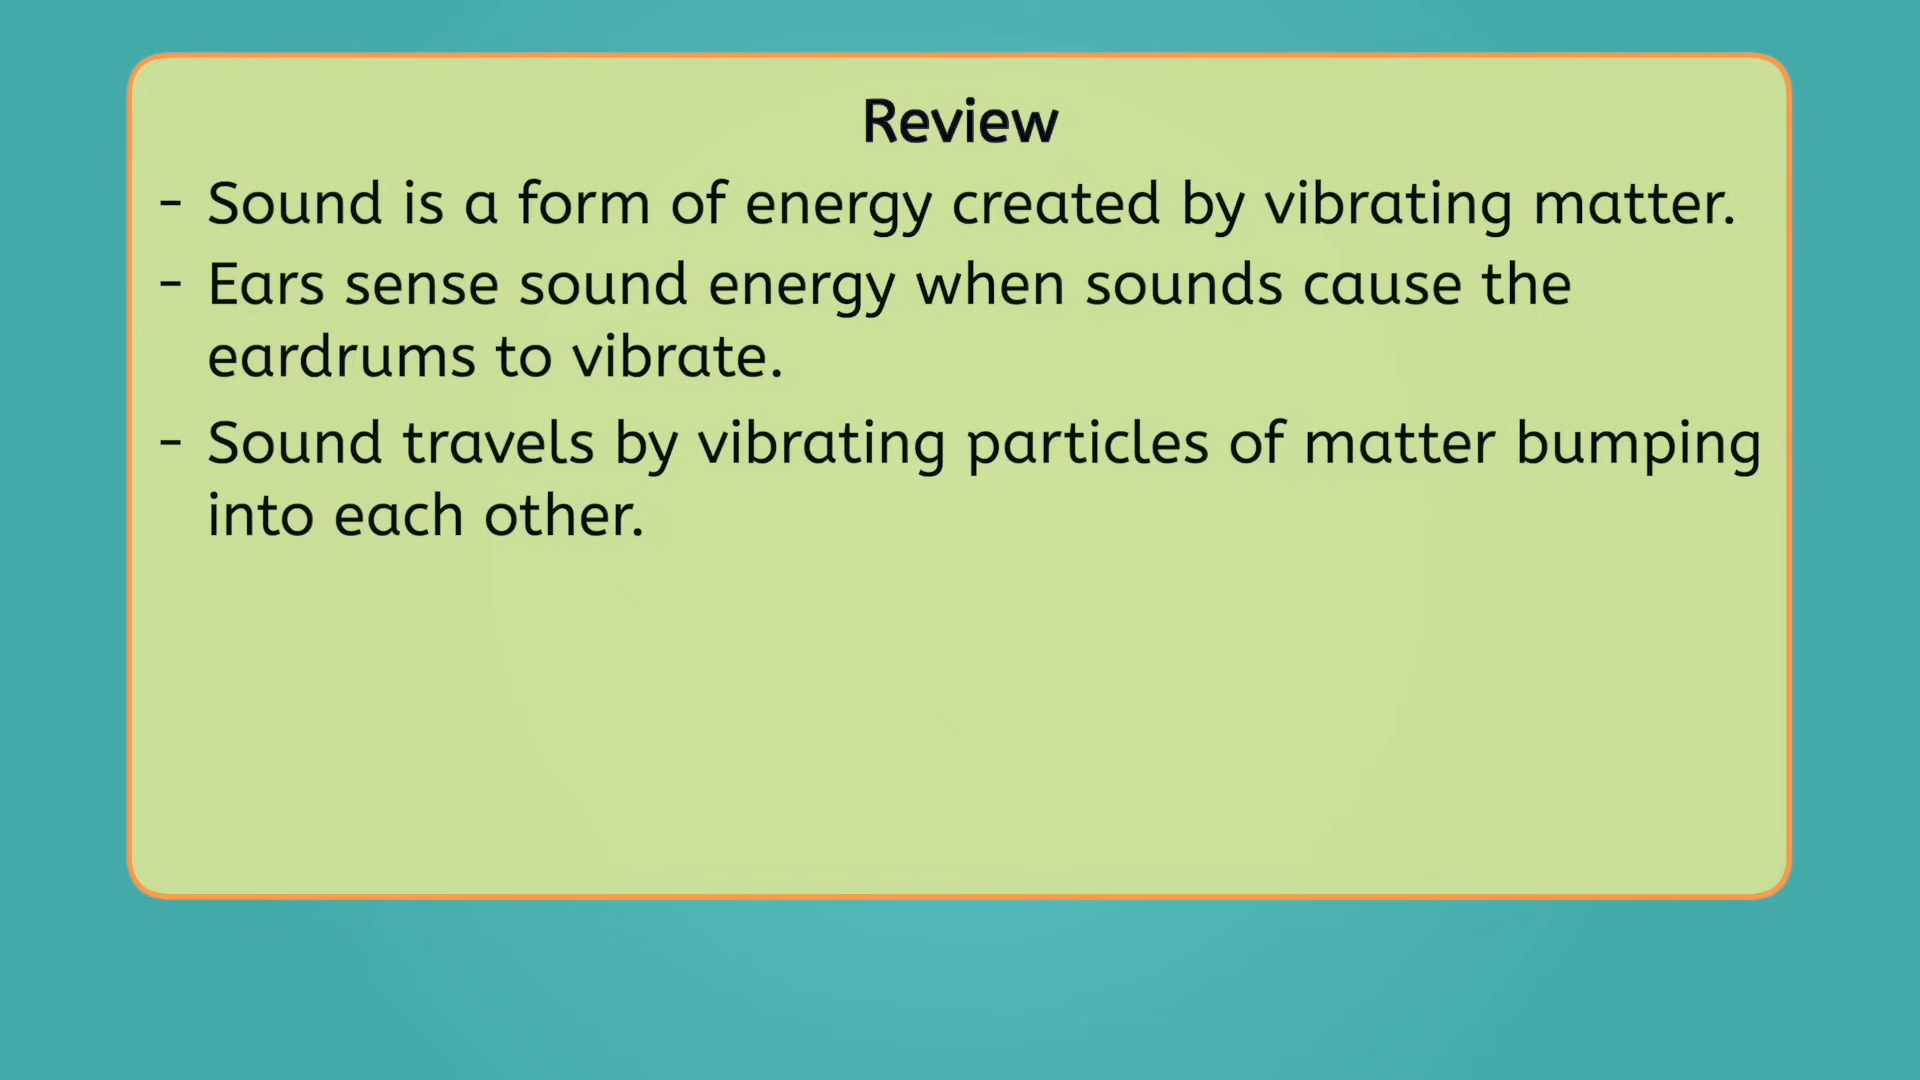 Review
- Sound is a form of energy created by vibrating matter.
- Ears sense sound energy when sounds cause the
eardrums to vibrate.
- Sound travels by vibrating particles of matter bumping
into each other.